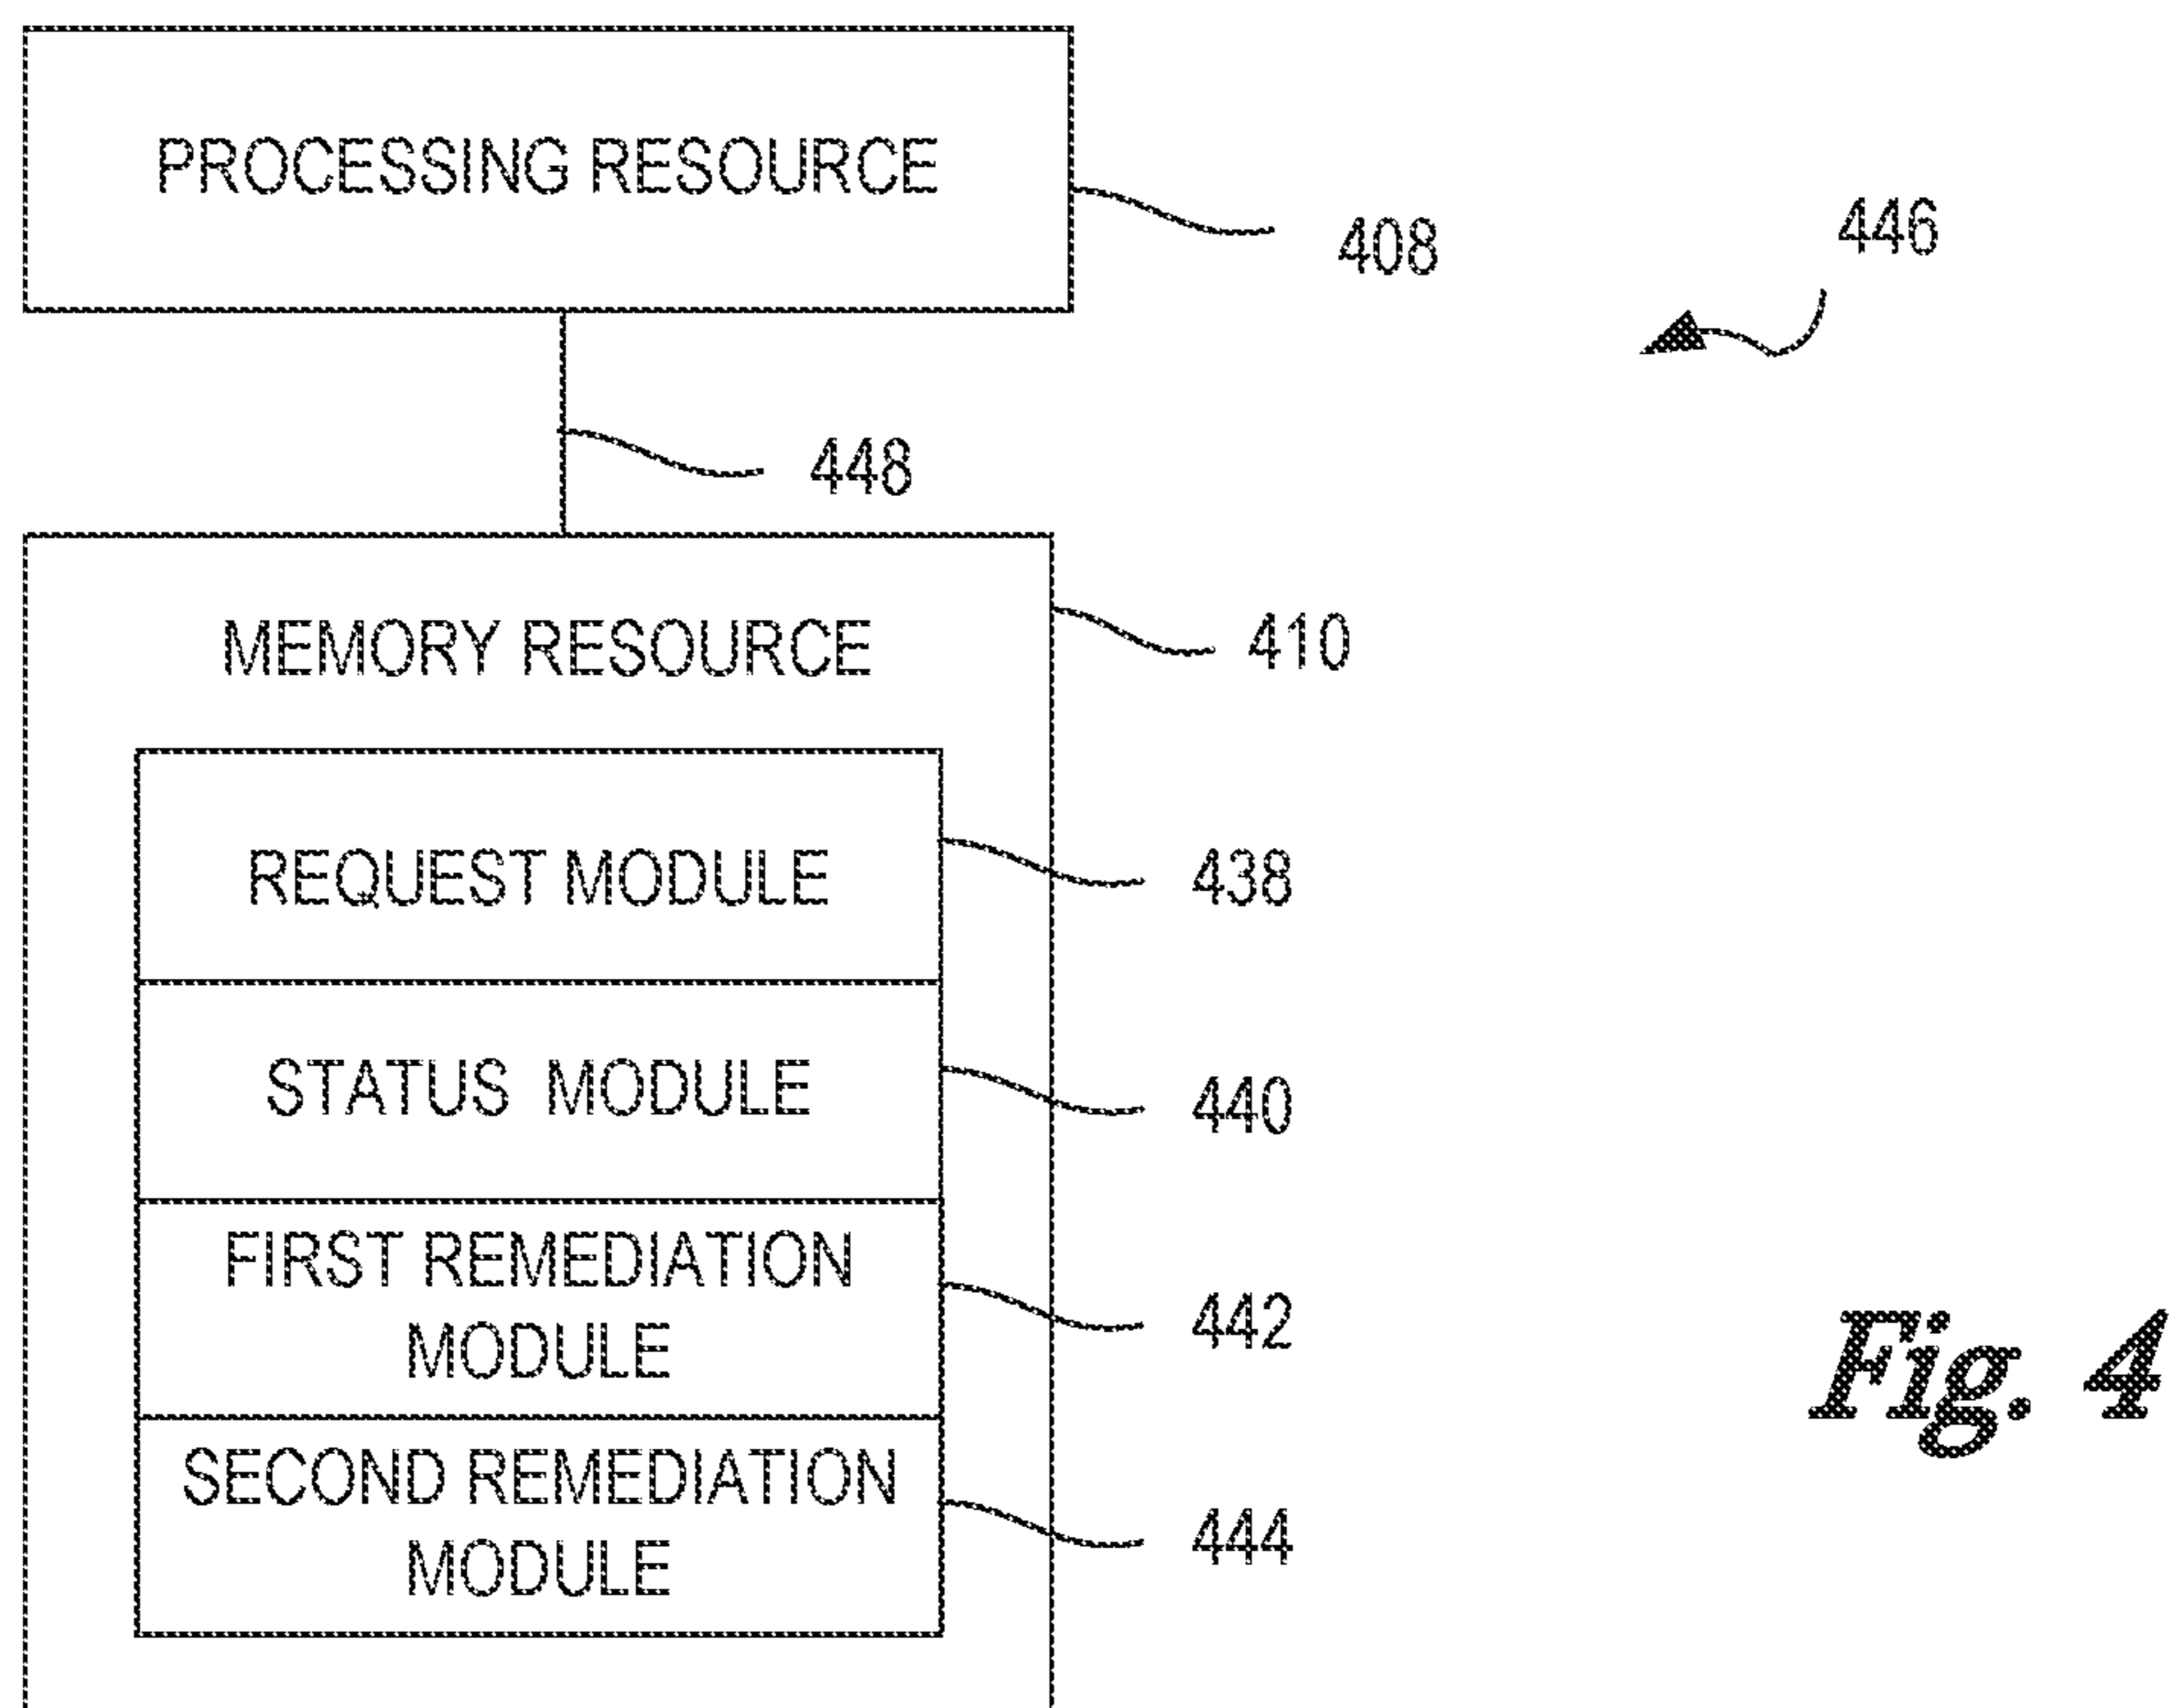 PROCESSING RESOURCE
408
446
448
MEMORY RESOURCE
410
REQUEST MODULE
438
STATUS MODULE
440
FIRST REMEDIATION
MODULE
442
SECOND REMEDIATION
MODULE
444
Fig. 4